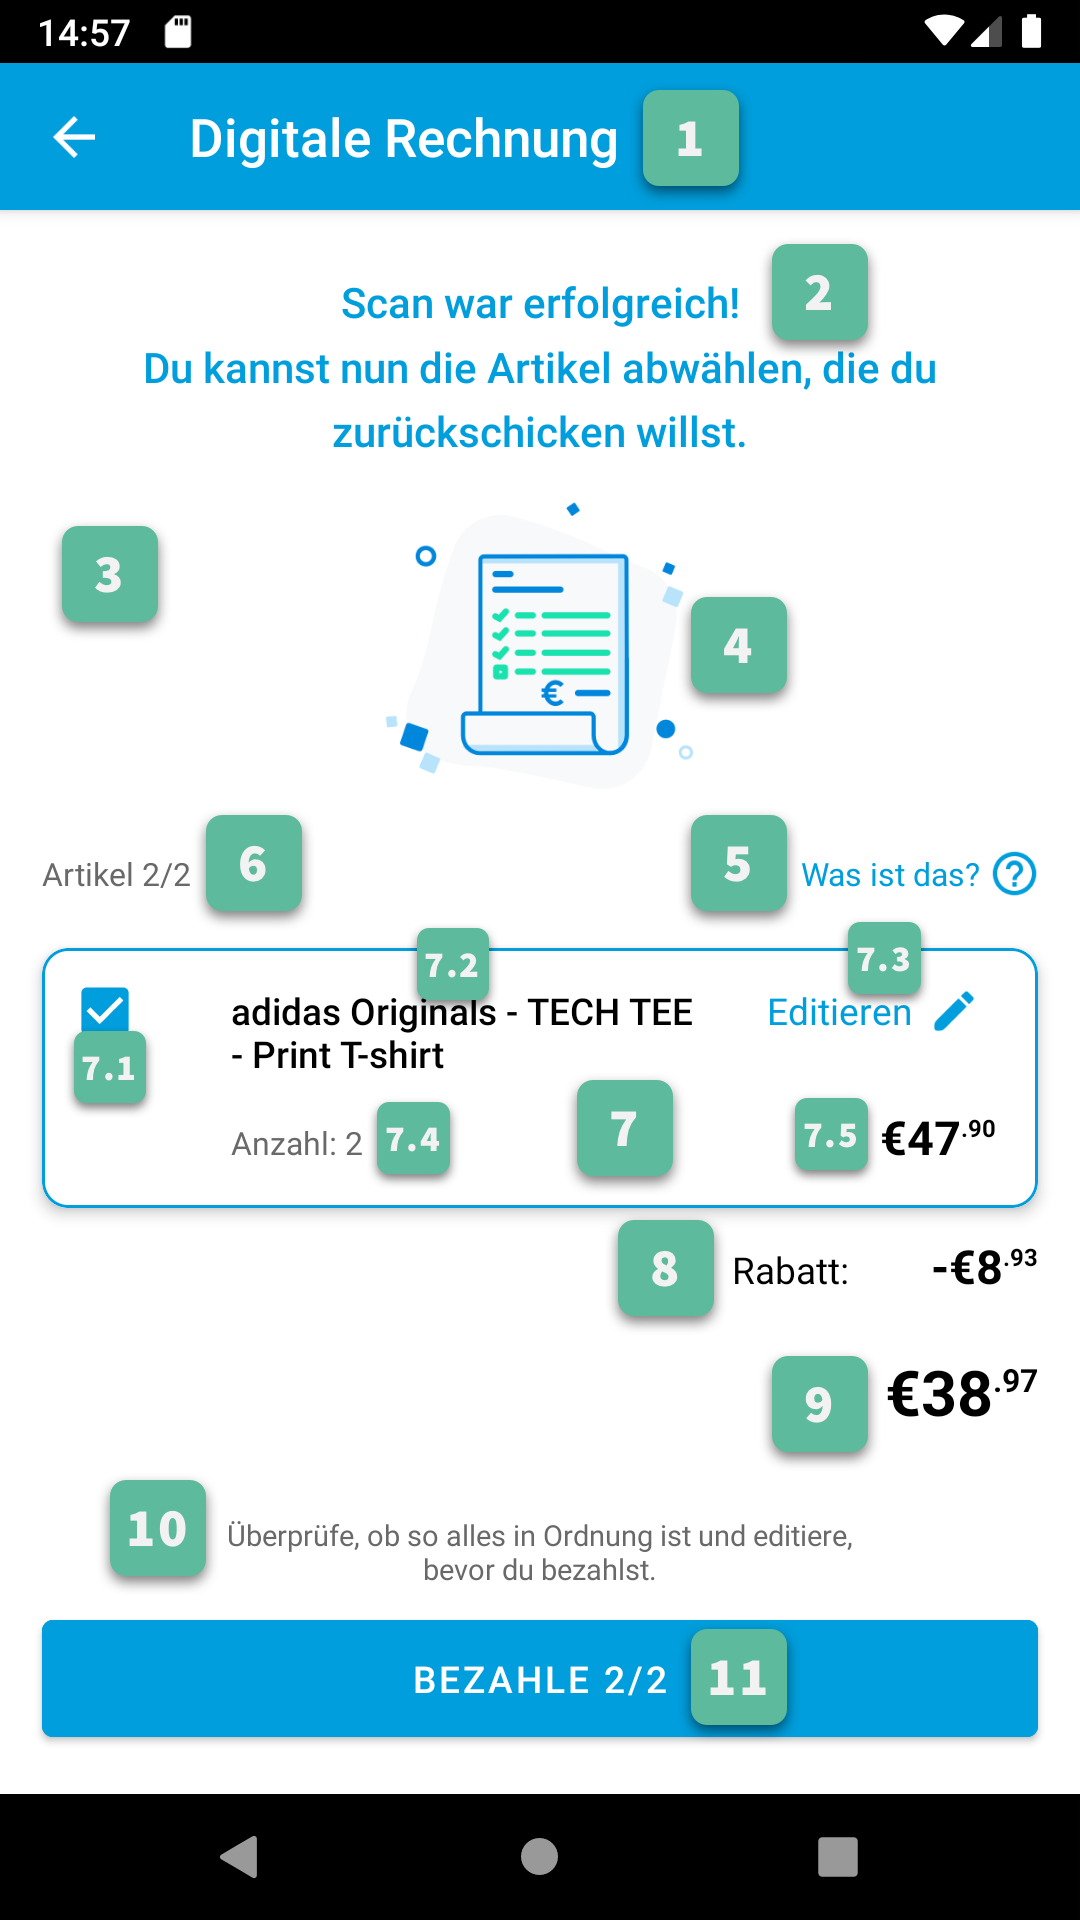 14:57
Digitale Rechnung 1
Scan war erfolgreich! 2
Du kannst nun die Artikel abwählen, die du
zurückschicken willst.
3
€
4
Artikel 2/2 6 5 Was ist das? ?
7.2 7.3
adidas Originals - TECH TEE Editieren
- Print T-shirt
7.1
Anzahl: 2 7.4 7 7.5 €47.90
8 Rabatt: -€8.93
9 €38.97
10 Überprüfe, ob so alles in Ordnung ist und editiere,
bevor du bezahlst.
BEZAHLE 2/2 11